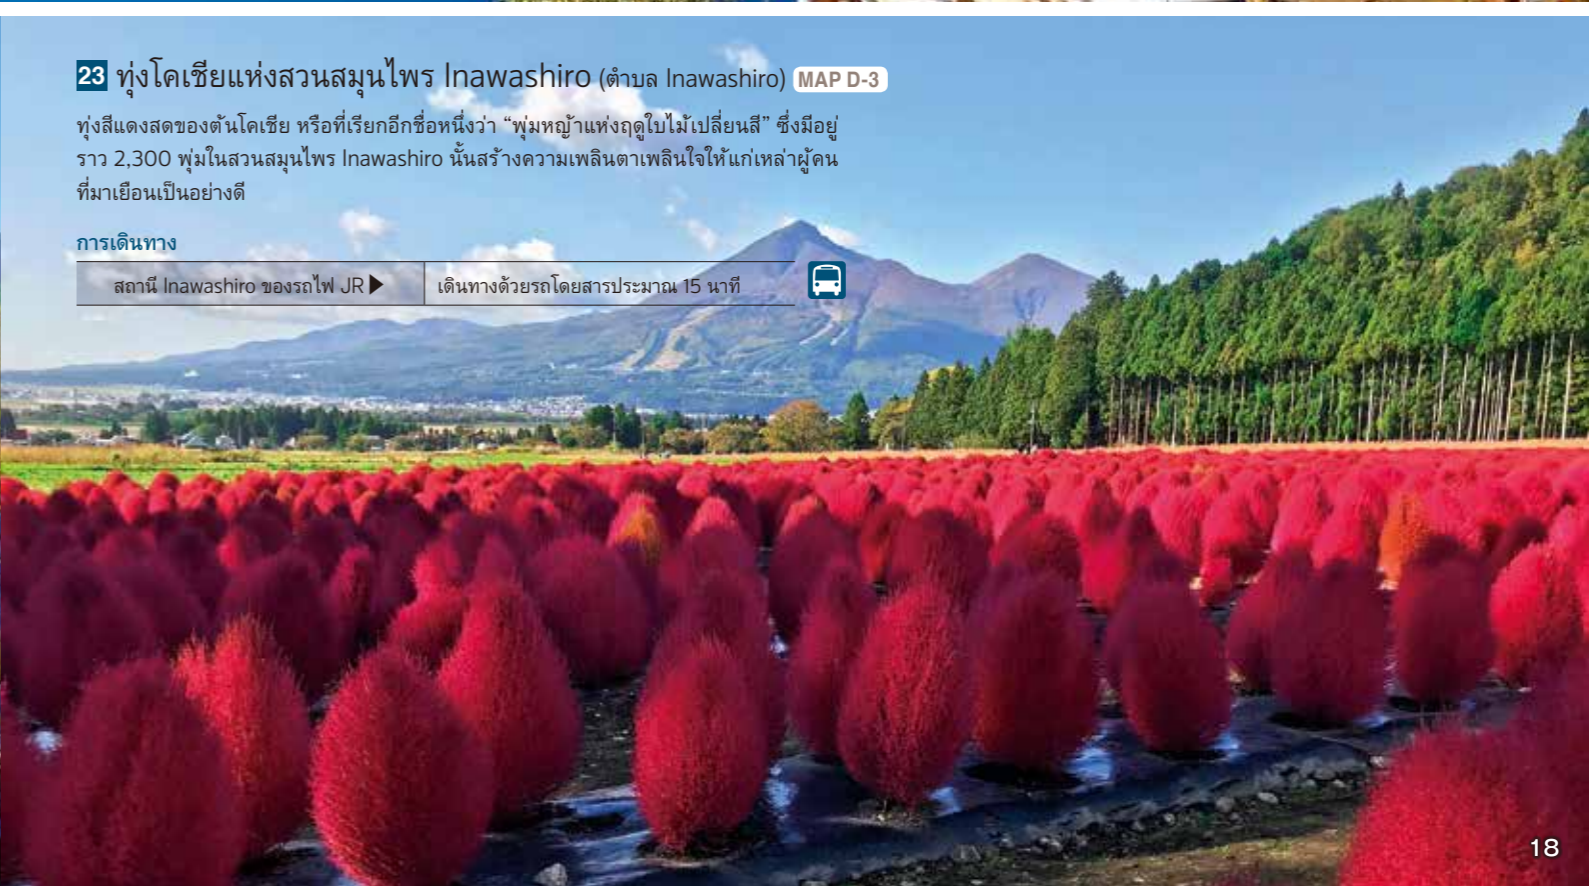 23 ทุ่งโคเชียแห่งสวนสมุนไพร Inawashiro (ตำบล Inawashiro) MAP D-3
ทุ่งสีแดงสดของต้นโคเชีย หรือที่เรียกอีกชื่อหนึ่งว่า “พุ่มหญ้าแห่งฤดูใบไม้เปลี่ยนสี” ซึ่งมีอยู่
ราว 2,300 พุ่มในสวนสมุนไพร Inawashiro นั้นสร้างความเพลินตาเพลินใจให้แก่เหล่าผู้คน
ที่มาเยือนเป็นอย่างดี
การเดินทาง
สถานี Inawashiro ของรถไฟ JR▶ เดินทางด้วยรถโดยสารประมาณ 15 นาที
18